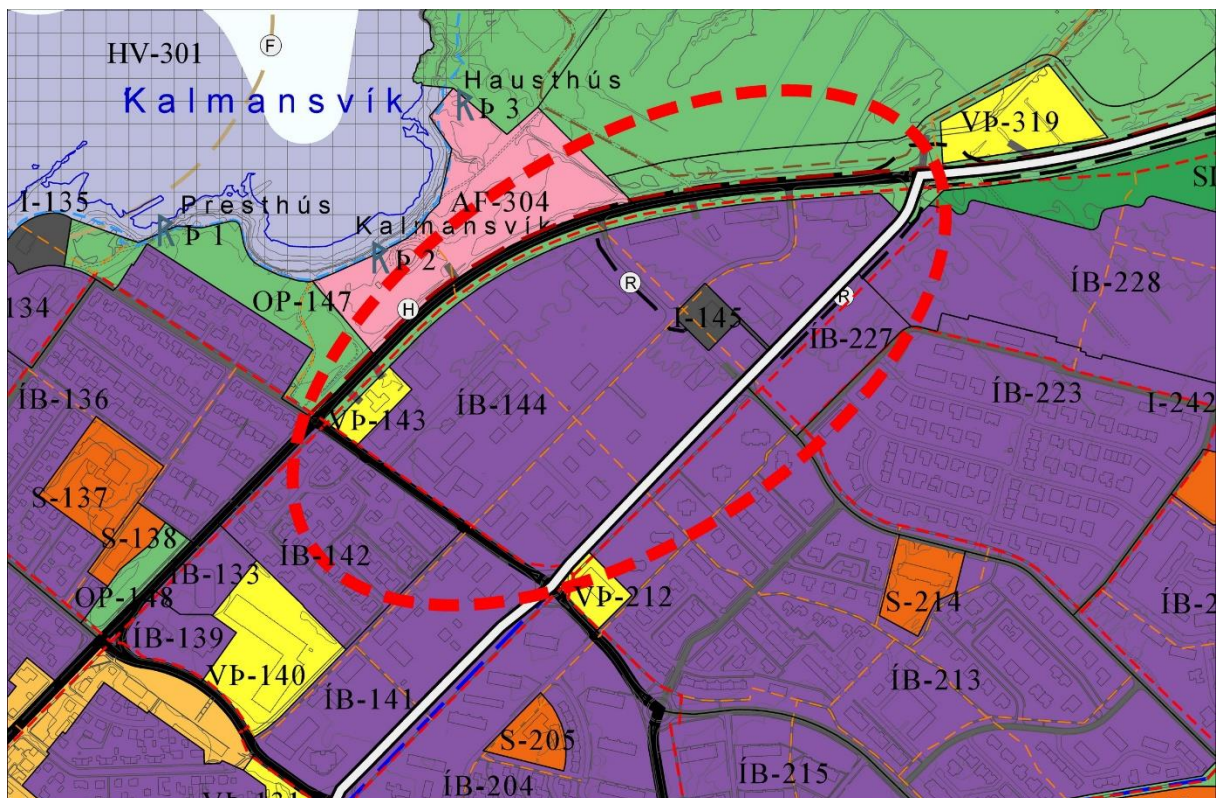 HV-301
F
Kalmansvík
Hausthús
R Þ 3
VÞ-319
I-135
Presthús
R Þ 1
AF-304
Kalmansvík
R Þ 2
OP-147
H
R
R
I-145
ÍB-227
ÍB-228
134
ÍB-136
VÞ-143
ÍB-144
ÍB-223
I-242
S-137
S-138
ÍB-142
ÍB-133
OP-148
VÞ-212
S-214
ÍB-2
ÍB-139
VÞ-140
ÍB-141
ÍB-213
S-205
ÍB-204
ÍB-215